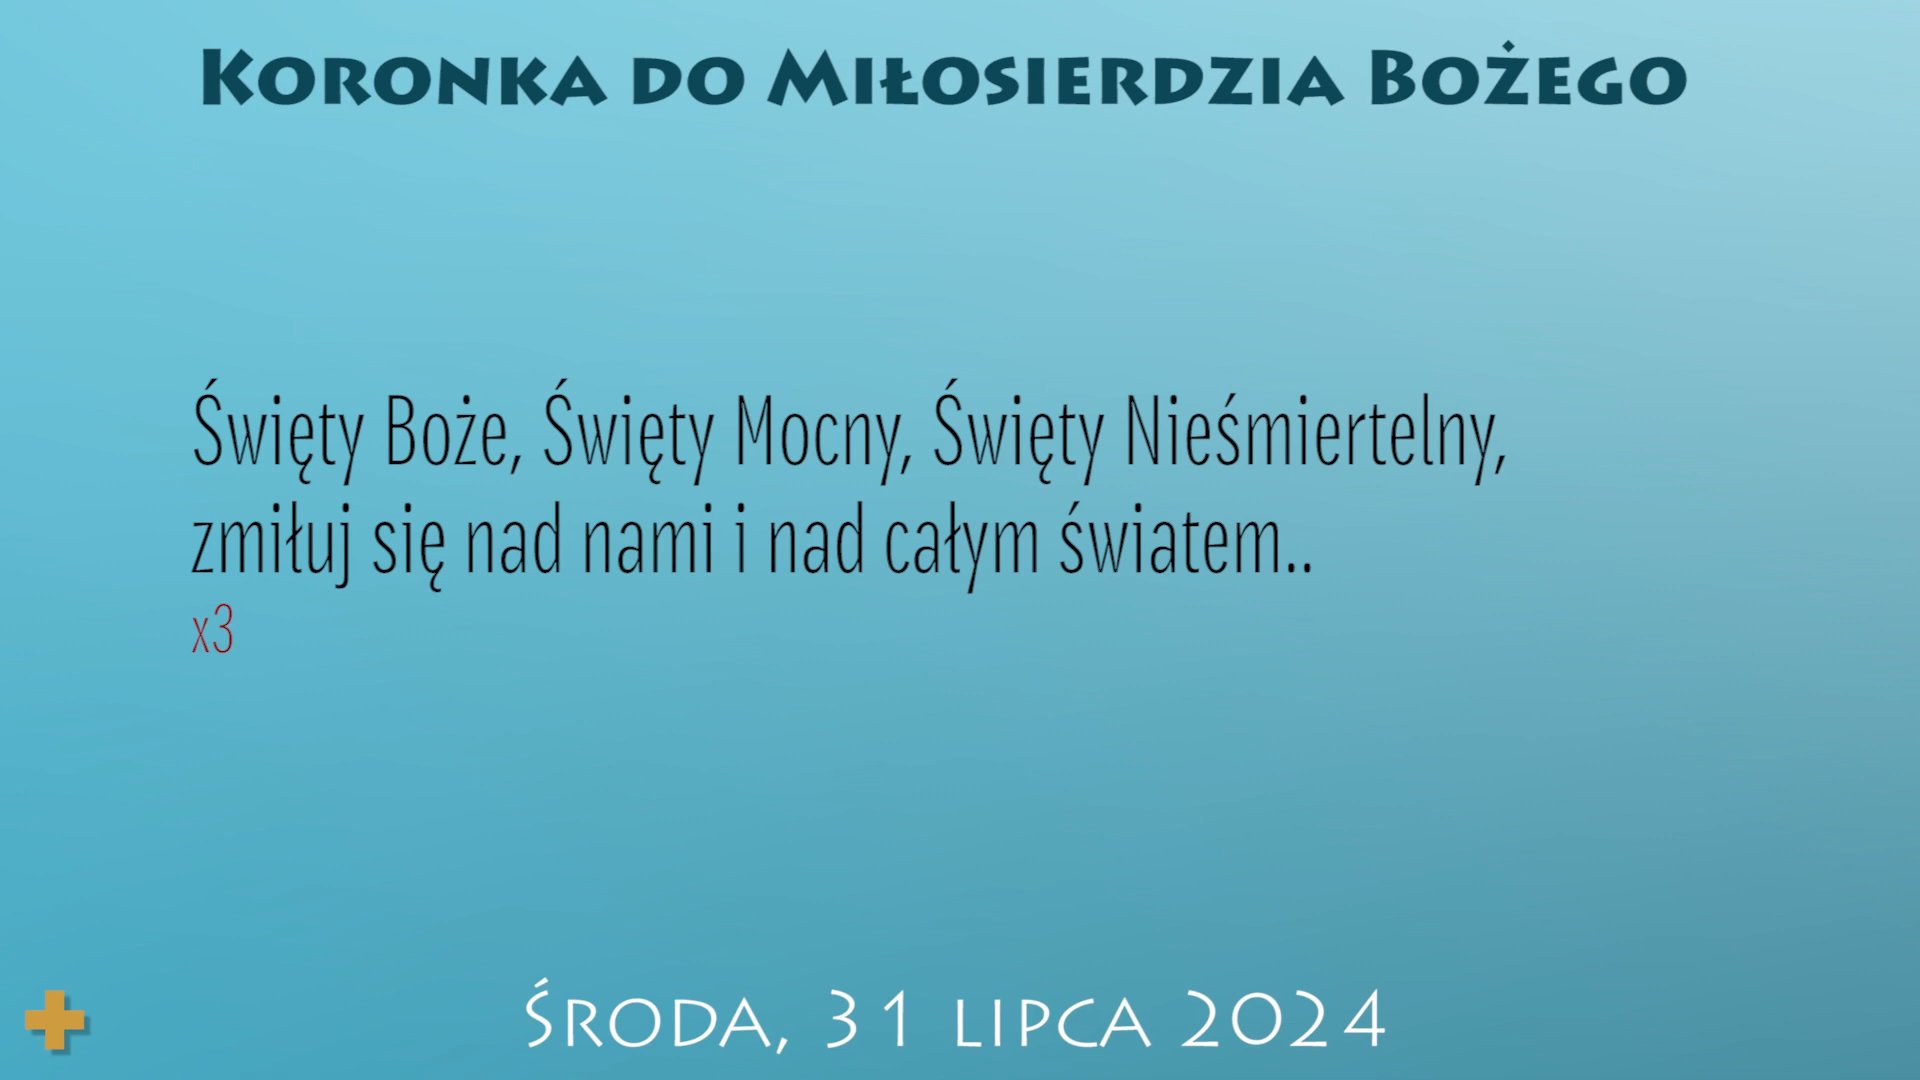 Koronka do Miłosierdzia Bożego
Święty Boże, Święty Mocny, Święty Nieśmiertelny,
zmiłuj się nad nami i nad całym światem..
x3
Środa, 31 lipca 2024